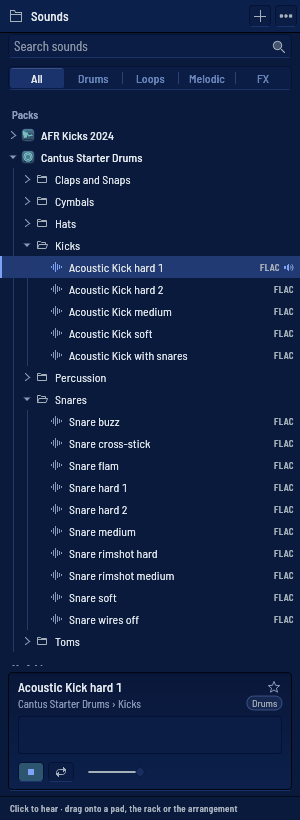 Sounds
Search sounds
All Drums Loops Melodic FX
Packs
AFR Kicks 2024
Cantus Starter Drums
Claps and Snaps
Cymbals
Hats
Kicks
Acoustic Kick hard 1 FLAC
Acoustic Kick hard 2 FLAC
Acoustic Kick medium FLAC
Acoustic Kick soft FLAC
Acoustic Kick with snares FLAC
Percussion
Snares
Snare buzz FLAC
Snare cross-stick FLAC
Snare flam FLAC
Snare hard 1 FLAC
Snare hard 2 FLAC
Snare medium FLAC
Snare rimshot hard FLAC
Snare rimshot medium FLAC
Snare soft FLAC
Snare wires off FLAC
Toms
Acoustic Kick hard 1
Cantus Starter Drums › Kicks Drums
Click to hear · drag onto a pad, the rack or the arrangement